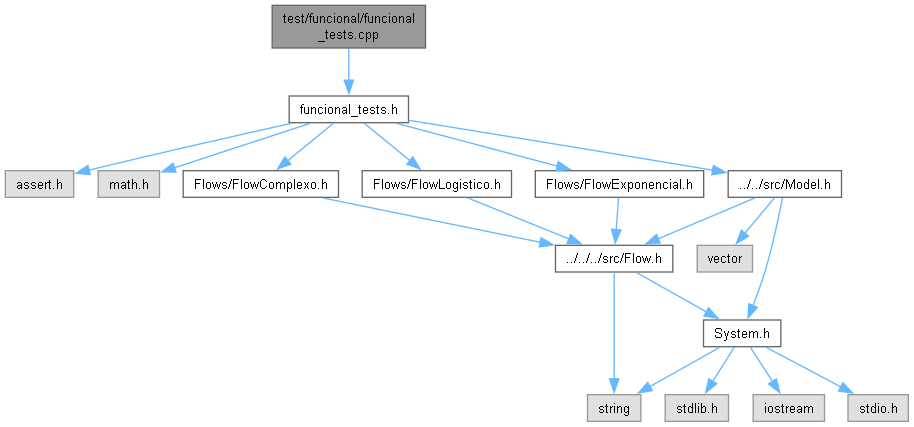 test/funcional/funcional
_tests.cpp
funcional_tests.h
assert.h
math.h
Flows/FlowComplexo.h
Flows/FlowLogistico.h
Flows/FlowExponencial.h
../../src/Model.h
../../../src/Flow.h
vector
System.h
string
stdlib.h
iostream
stdio.h